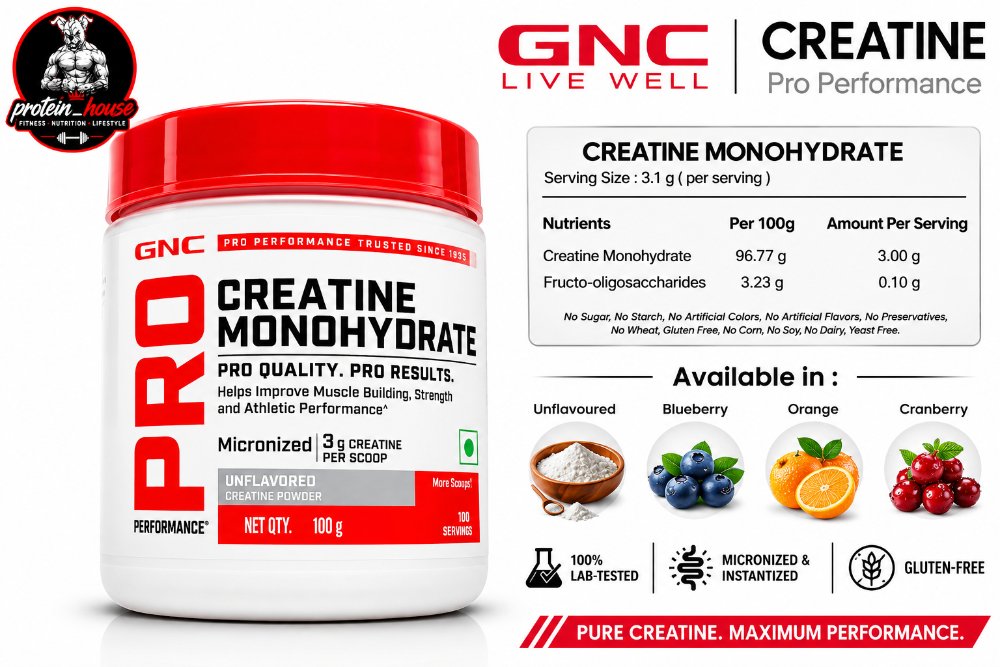 protein_house
FITNESS • NUTRITION • LIFESTYLE
GNC
PRO PERFORMANCE TRUSTED SINCE 1935
PRO
PERFORMANCE®
CREATINE
MONOHYDRATE
PRO QUALITY. PRO RESULTS.
Helps Improve Muscle Building, Strength
and Athletic Performance^
Micronized
3g CREATINE
PER SCOOP
UNFLAVORED
CREATINE POWDER
More Scoops†
NET QTY. 100 g
100
SERVINGS
GNC
LIVE WELL
CREATINE
Pro Performance
CREATINE MONOHYDRATE
Serving Size : 3.1 g ( per serving )
Nutrients Per 100g Amount Per Serving
Creatine Monohydrate 96.77 g 3.00 g
Fructo-oligosaccharides 3.23 g 0.10 g
No Sugar, No Starch, No Artificial Colors, No Artificial Flavors, No Preservatives,
No Wheat, Gluten Free, No Corn, No Soy, No Dairy, Yeast Free.
Available in :
Unflavoured Blueberry Orange Cranberry
100%
LAB-TESTED
MICRONIZED &
INSTANTIZED
GLUTEN-FREE
PURE CREATINE. MAXIMUM PERFORMANCE.